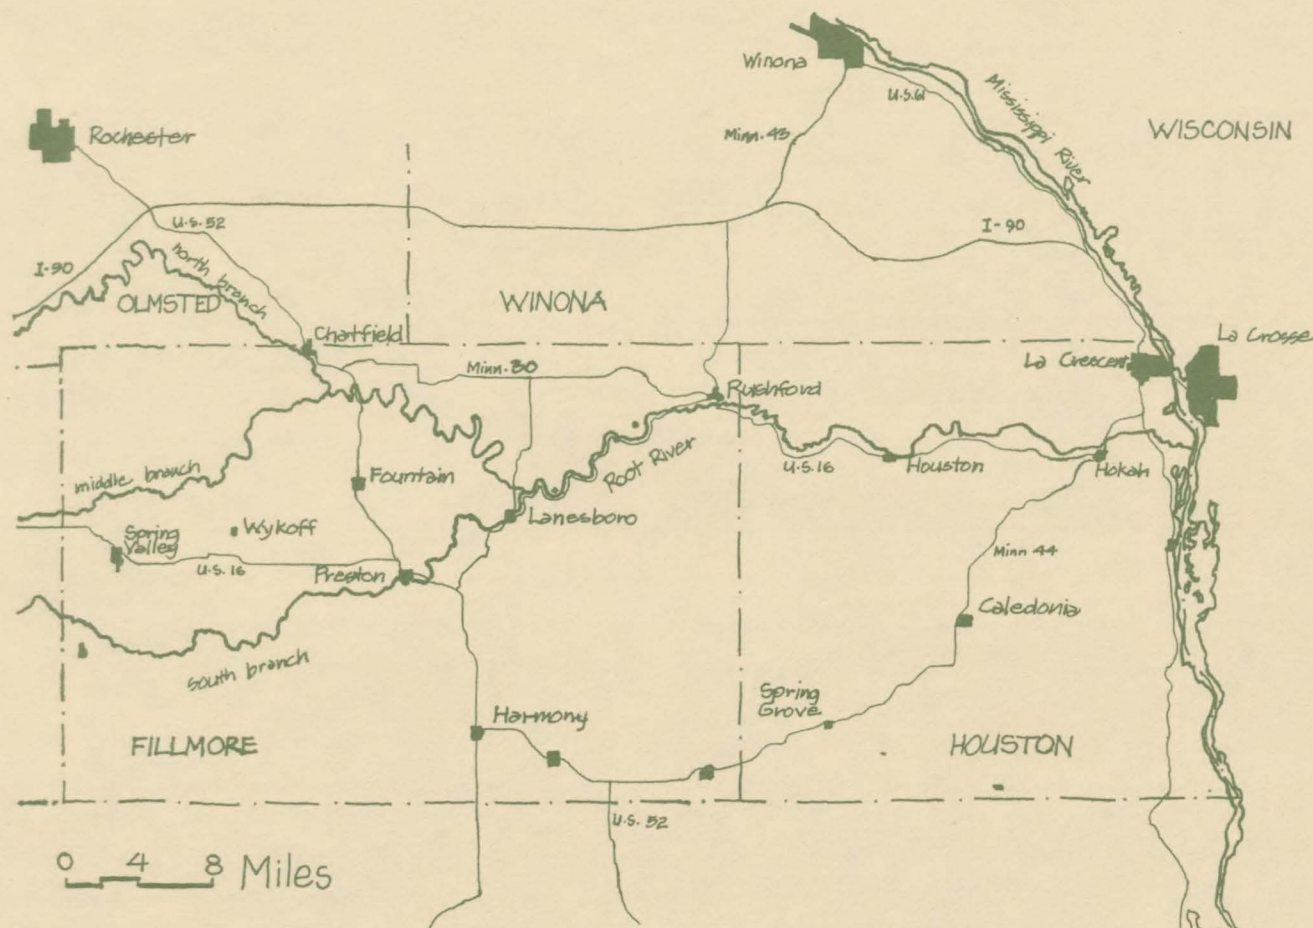 Winona
U.S.61
Mississippi River
WISCONSIN
Rochester
Minn. 43
U.S. 52
I-90
I-90
north branch
OLMSTED
WINONA
Chatfield
La Crosse
La Crescent
Minn. 30
Rushford
middle branch
Fountain
Root River
U.S.16
Houston
Hokah
Lanesboro
Wykoff
Spring
Valley
U.S. 16
Preston
Minn 44
Caledonia
south branch
Spring
Grove
Harmony
FILLMORE
HOUSTON
U.S. 52
0 4 8 Miles